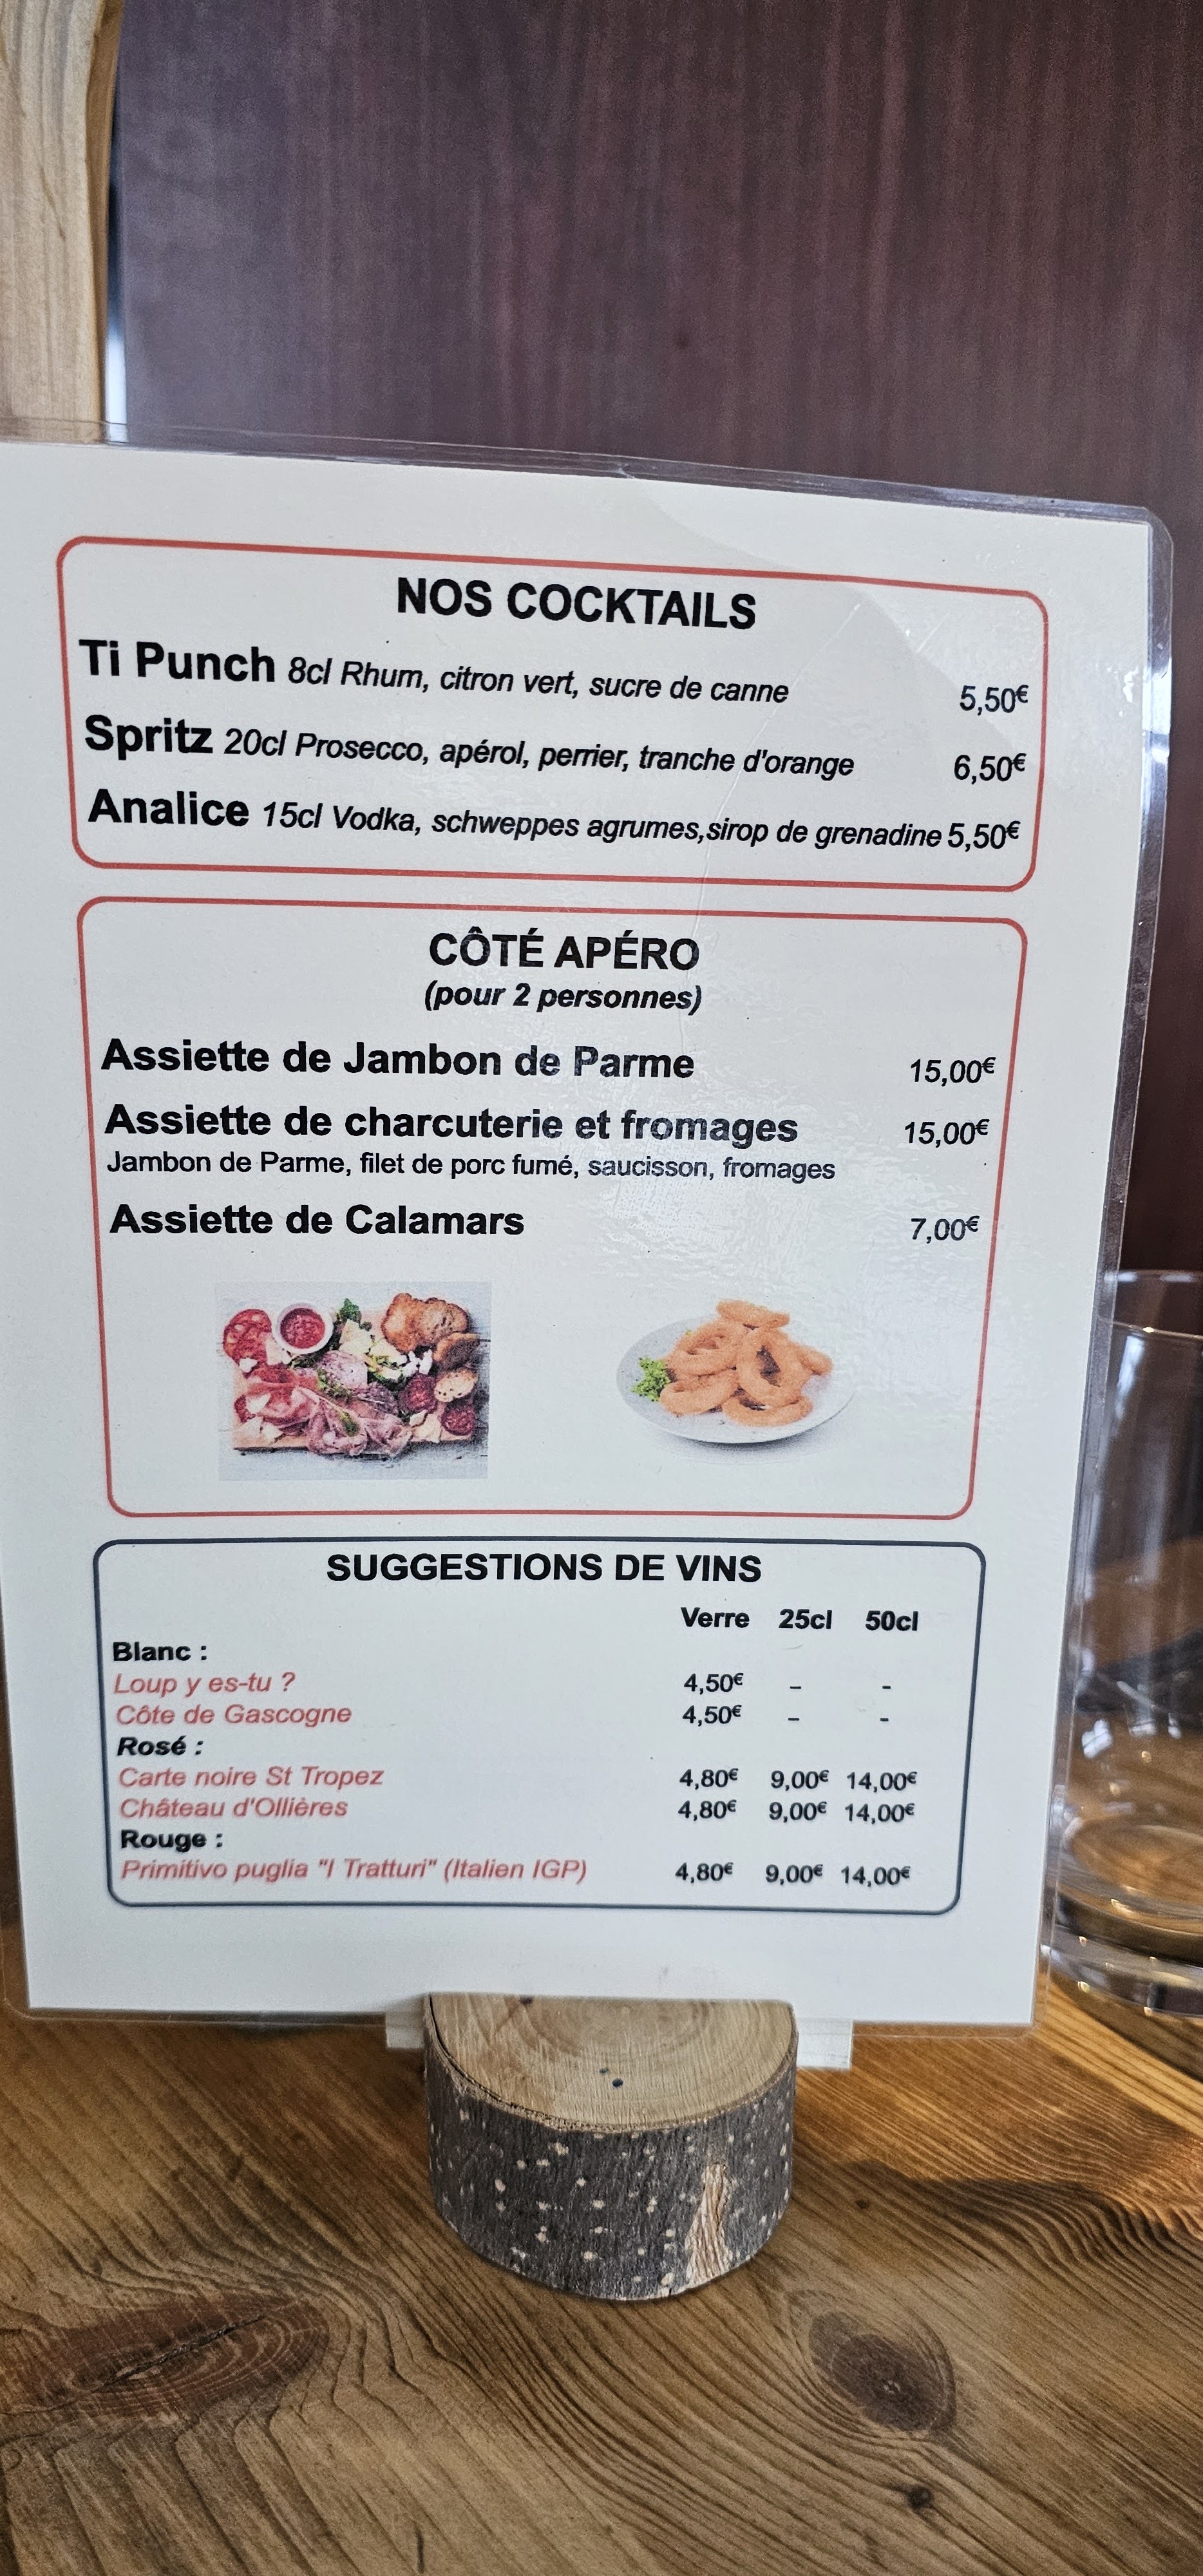 NOS COCKTAILS
Ti Punch 8cl Rhum, citron vert, sucre de canne 5,50€
Spritz 20cl Prosecco, apérol, perrier, tranche d'orange 6,50€
Analice 15cl Vodka, schweppes agrumes,sirop de grenadine 5,50€
CÔTÉ APÉRO
(pour 2 personnes)
Assiette de Jambon de Parme 15,00€
Assiette de charcuterie et fromages 15,00€
Jambon de Parme, filet de porc fumé, saucisson, fromages
Assiette de Calamars 7,00€
SUGGESTIONS DE VINS
Verre 25cl 50cl
Blanc :
Loup y es-tu ? 4,50€ - -
Côte de Gascogne 4,50€ - -
Rosé :
Carte noire St Tropez 4,80€ 9,00€ 14,00€
Château d'Ollières 4,80€ 9,00€ 14,00€
Rouge :
Primitivo puglia "I Tratturi" (Italien IGP) 4,80€ 9,00€ 14,00€